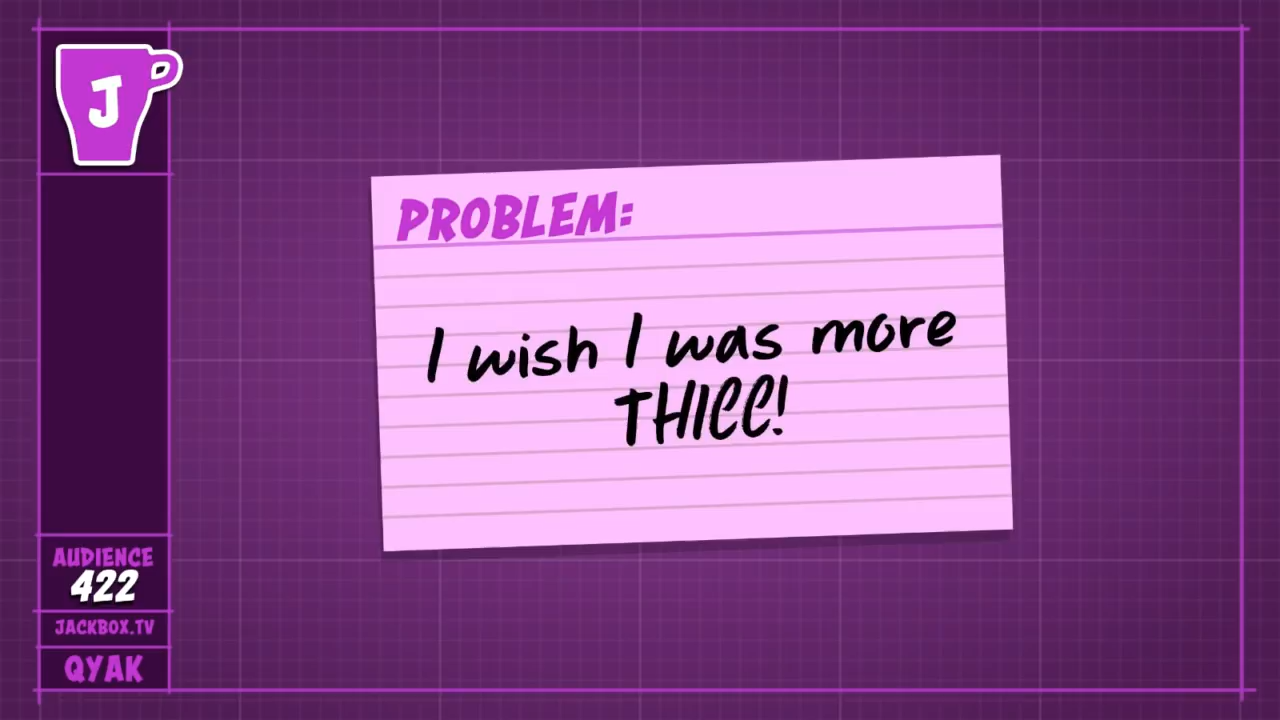 J
PROBLEM:
I wish I was more
THICC!
AUDIENCE
422
JACKBOX.TV
QYAK